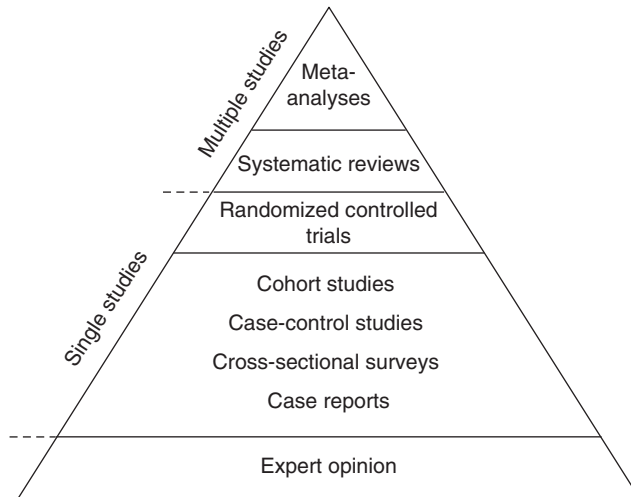 Multiple studies
Meta-
analyses
Systematic reviews
Randomized controlled
trials
Single studies
Cohort studies
Case-control studies
Cross-sectional surveys
Case reports
Expert opinion